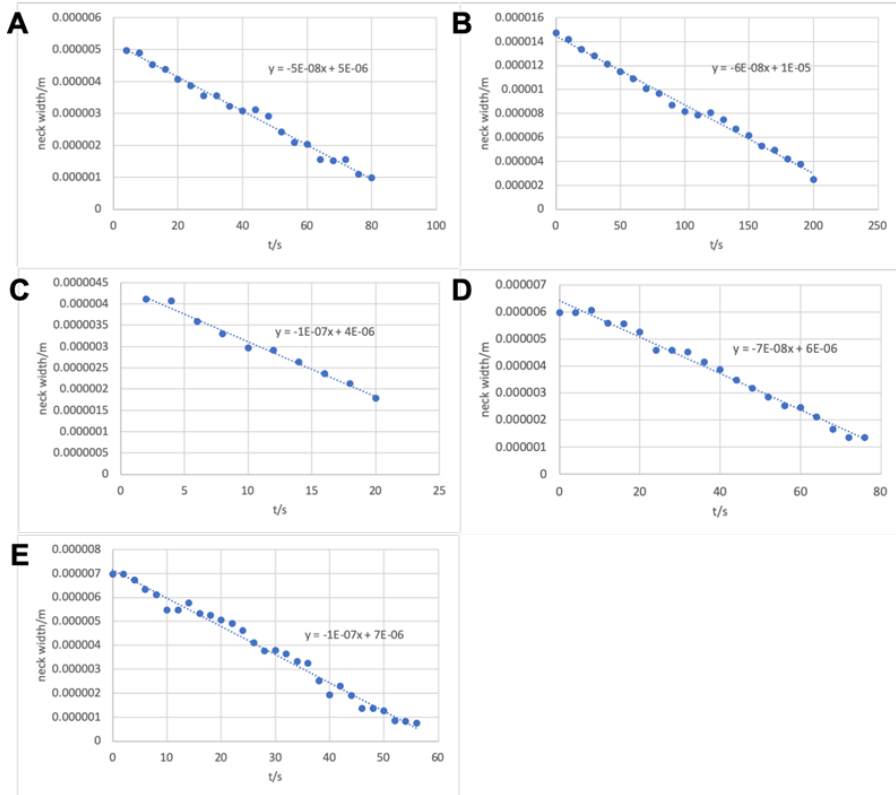 A
0.000006
0.000005
0.000004
0.000003
0.000002
0.000001
0
neck width/m
y = -5E-08x + 5E-06
0 20 40 60 80 100
t/s
B
0.000016
0.000014
0.000012
0.00001
0.000008
0.000006
0.000004
0.000002
0
neck width/m
y = -6E-08x + 1E-05
0 50 100 150 200 250
t/s
C
0.0000045
0.000004
0.0000035
0.000003
0.0000025
0.000002
0.0000015
0.000001
0.0000005
0
neck width/m
y = -1E-07x + 4E-06
0 5 10 15 20 25
t/s
D
0.000007
0.000006
0.000005
0.000004
0.000003
0.000002
0.000001
0
neck width/m
y = -7E-08x + 6E-06
0 20 40 60 80
t/s
E
0.000008
0.000007
0.000006
0.000005
0.000004
0.000003
0.000002
0.000001
0
neck width/m
y = -1E-07x + 7E-06
0 10 20 30 40 50 60
t/s